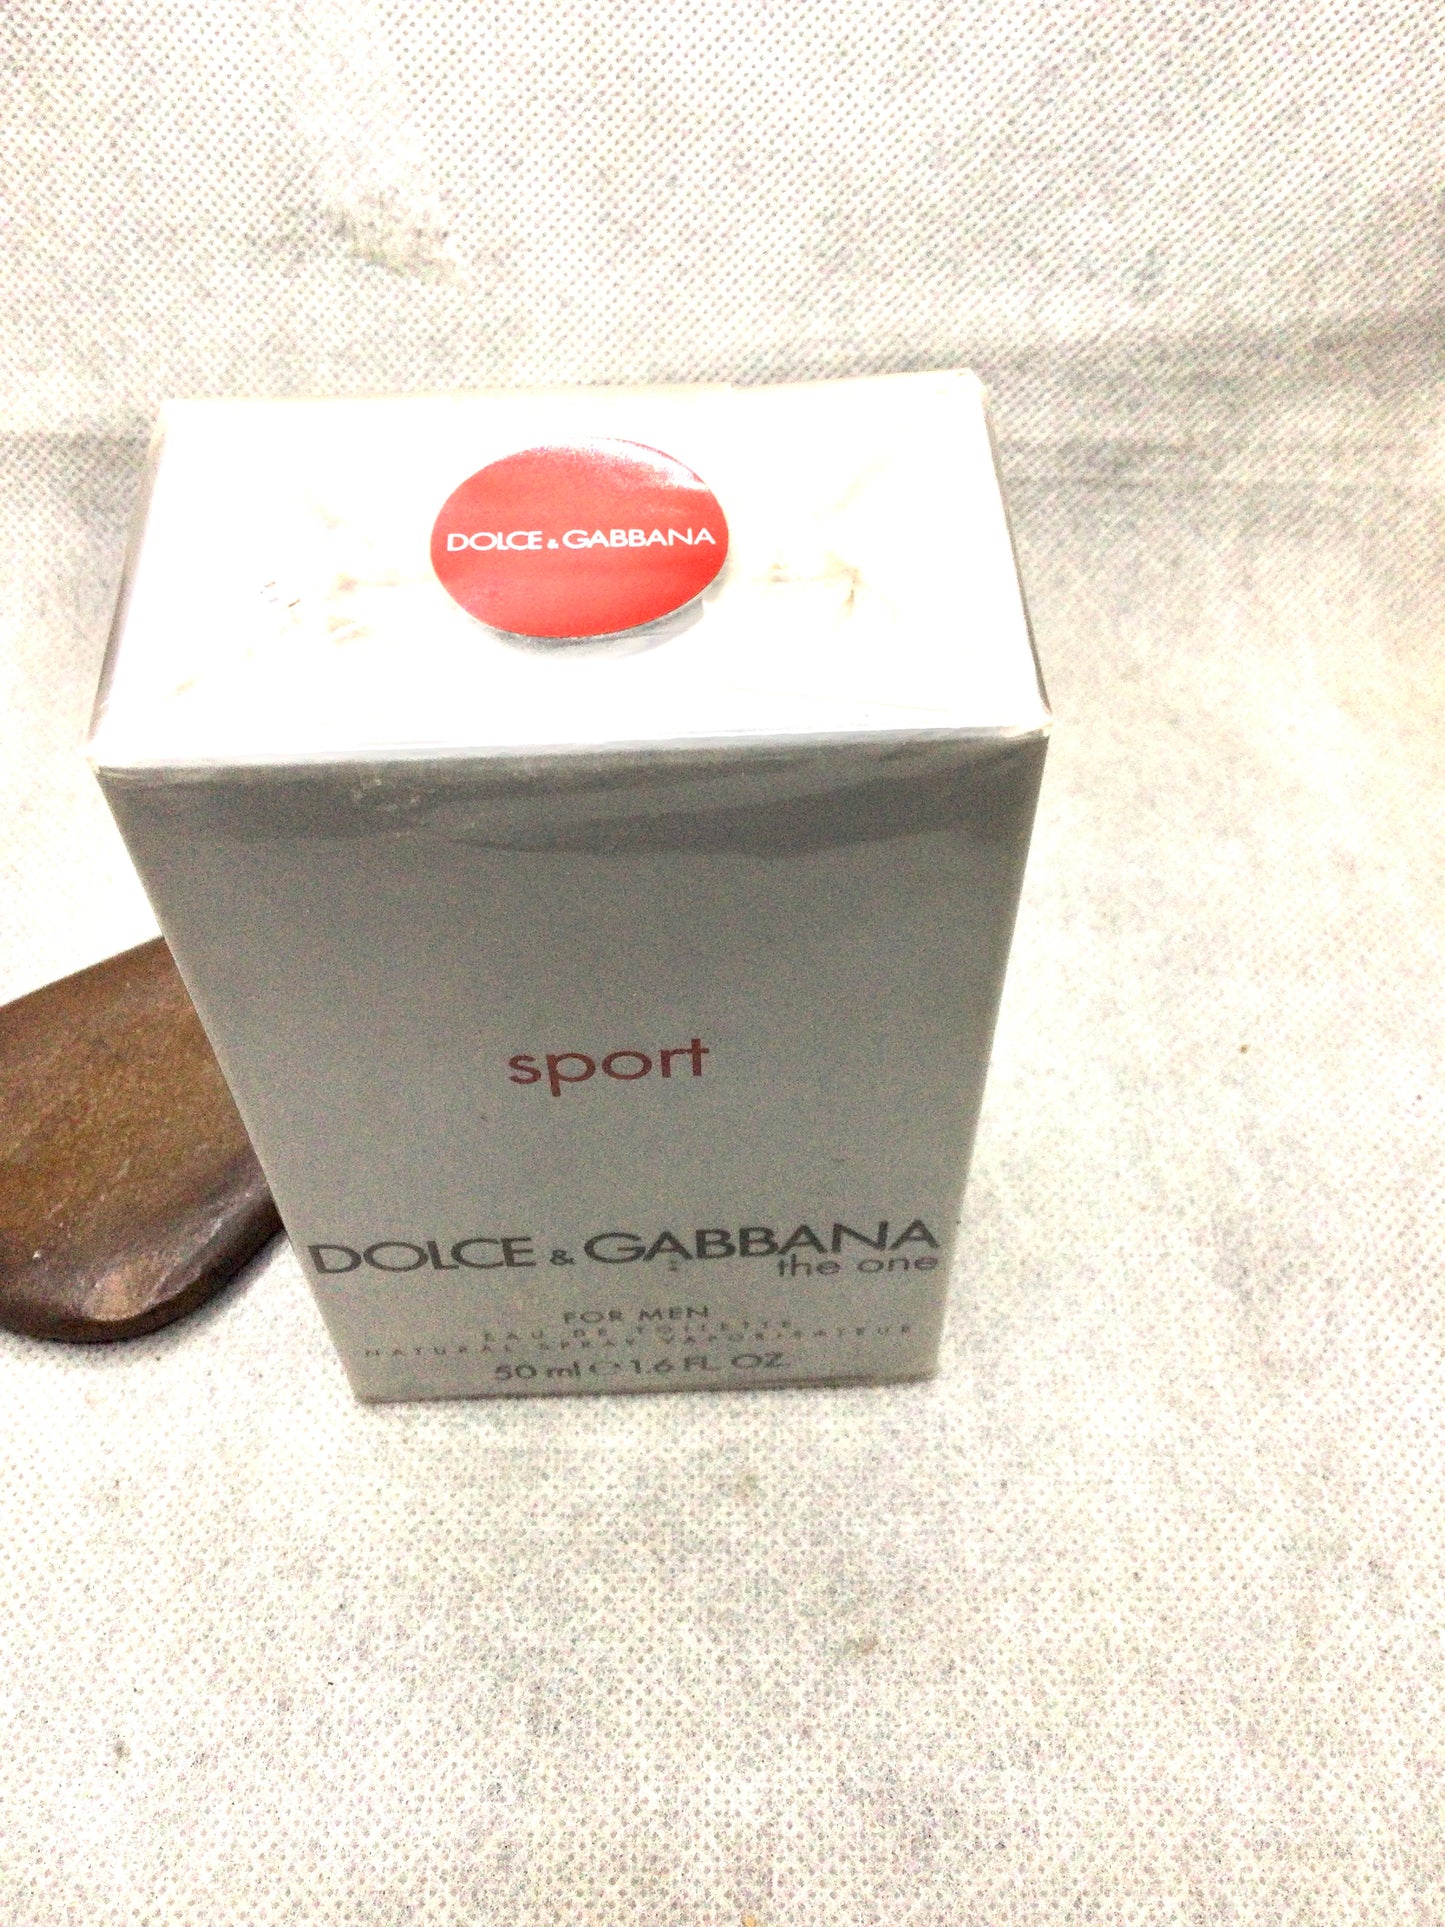 DOLCE & GABBANA
sport
DOLCE & GABBANA
the one
FOR MEN
EAU DE TOILETTE
NATURAL SPRAY VAPORISATEUR
50 ml ℮ 1.6 FL. OZ.